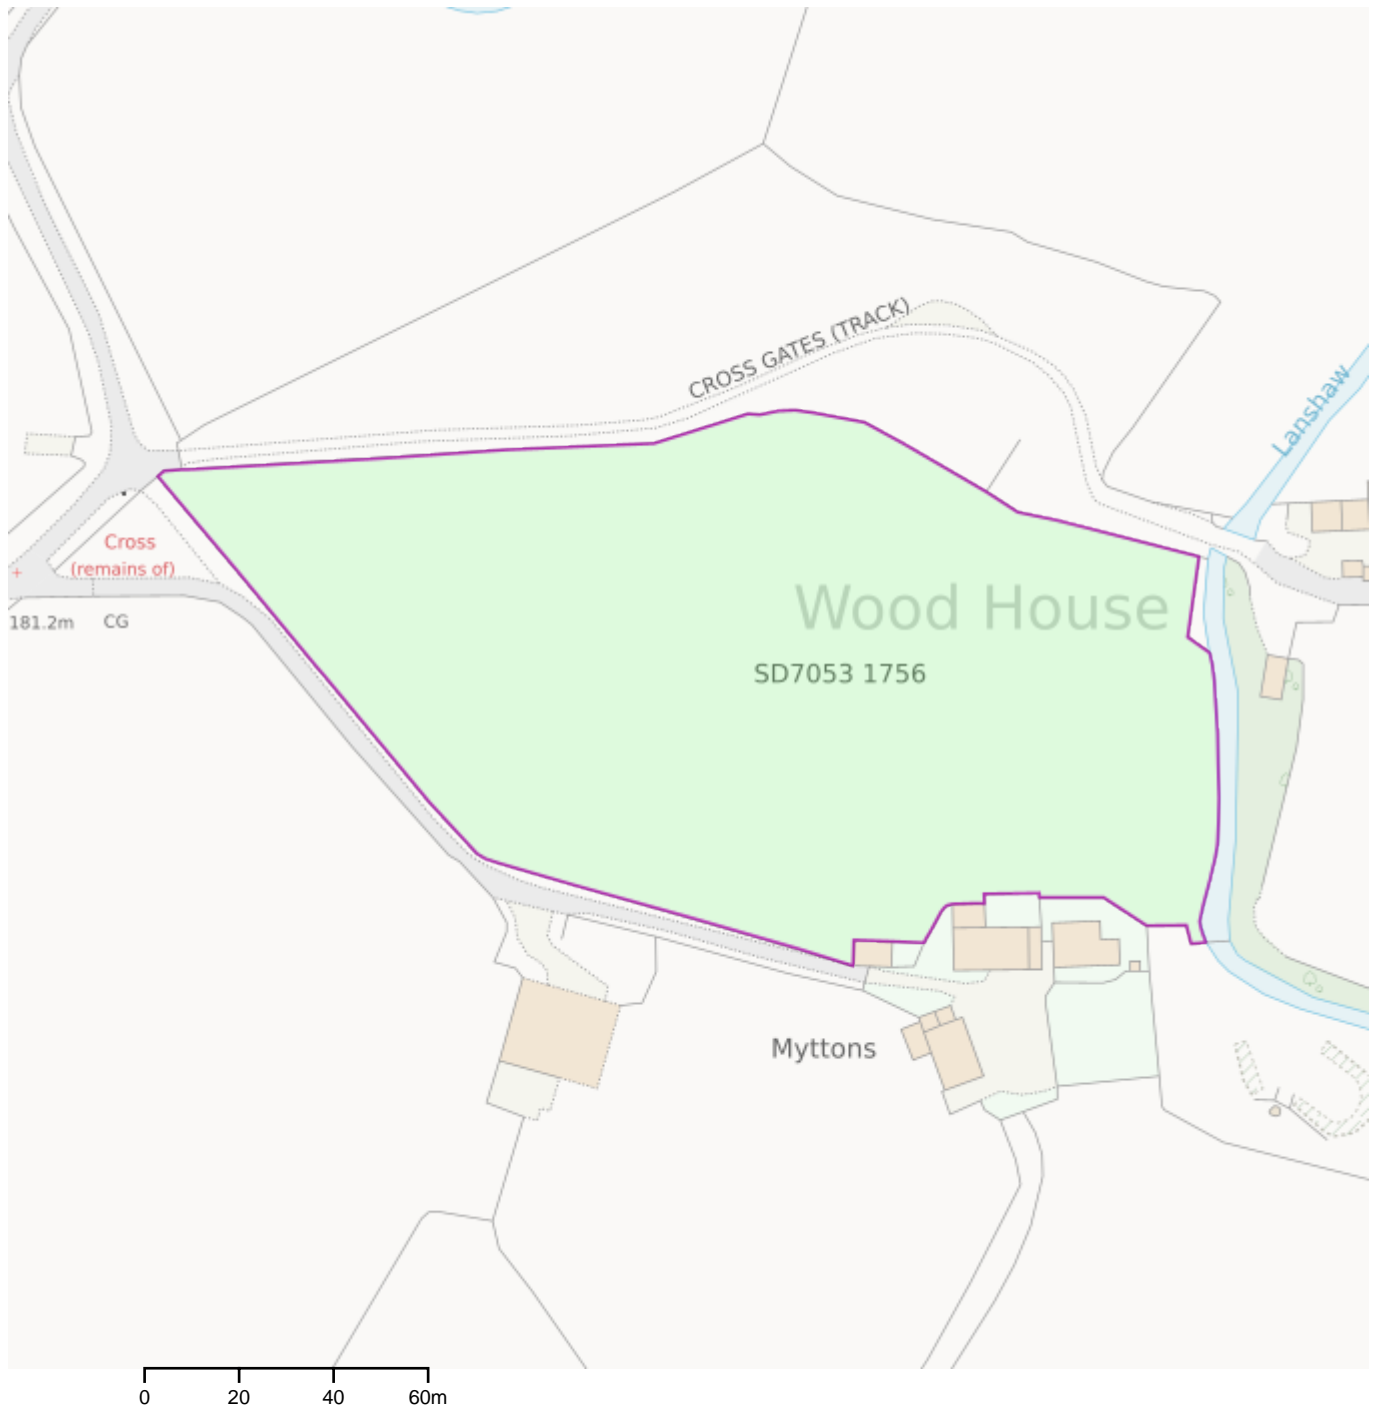 CROSS GATES (TRACK)
Lanshaw
Cross
(remains of)
181.2m
CG
Wood House
SD7053 1756
Myttons
0
20
40
60m